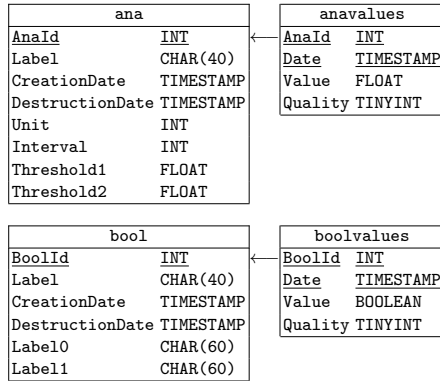 ana
AnaId INT
Label CHAR(40)
CreationDate TIMESTAMP
DestructionDate TIMESTAMP
Unit INT
Interval INT
Threshold1 FLOAT
Threshold2 FLOAT
anavalues
AnaId INT
Date TIMESTAMP
Value FLOAT
Quality TINYINT
bool
BoolId INT
Label CHAR(40)
CreationDate TIMESTAMP
DestructionDate TIMESTAMP
Label0 CHAR(60)
Label1 CHAR(60)
boolvalues
BoolId INT
Date TIMESTAMP
Value BOOLEAN
Quality TINYINT